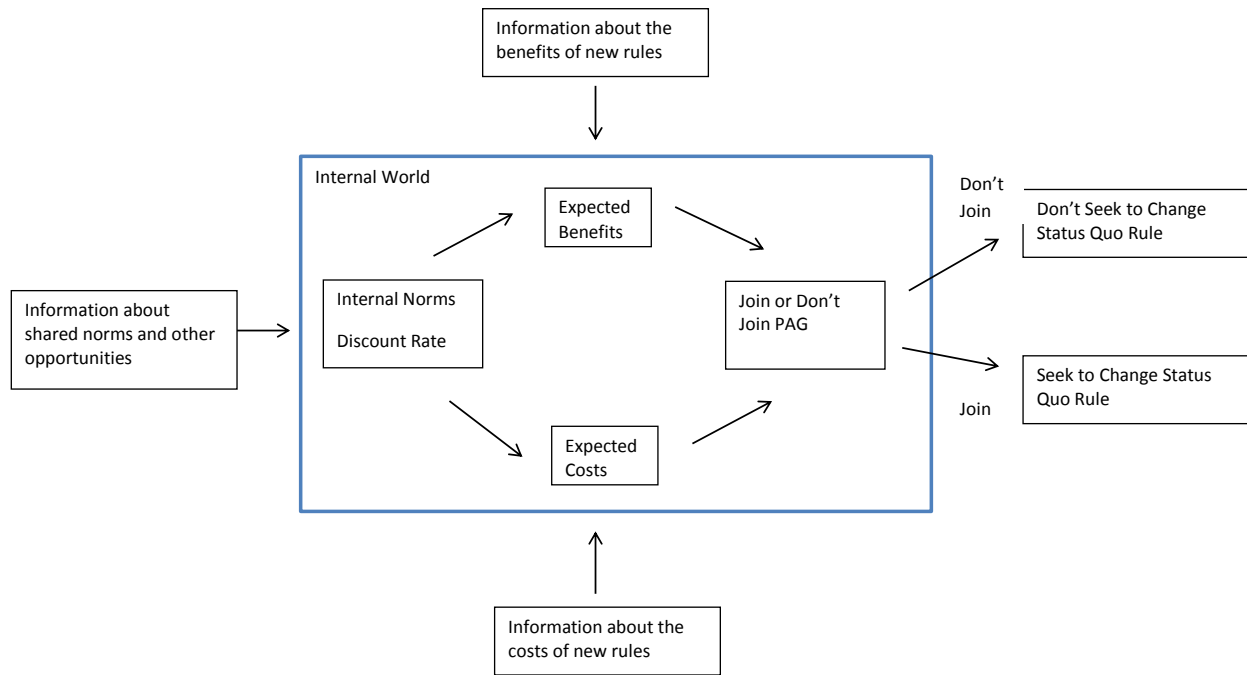 Information about the
benefits of new rules
Internal World
Expected
Benefits
Don't
Join
Don't Seek to Change
Status Quo Rule
Information about
shared norms and other
opportunities
Internal Norms
Discount Rate
Join or Don't
Join PAG
Seek to Change Status
Quo Rule
Join
Expected
Costs
Information about the
costs of new rules